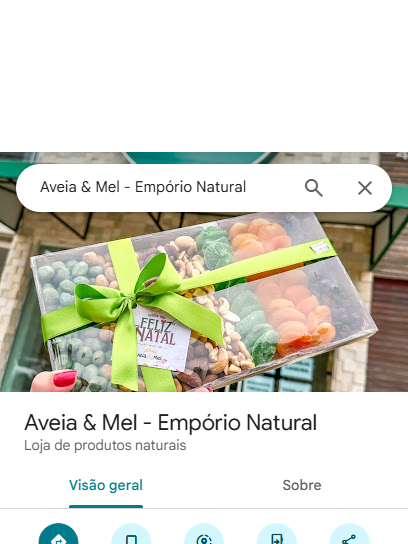 Aveia & Mel - Empório Natural
FELIZ
NATAL
Aveia & Mel
Aveia & Mel - Empório Natural
Loja de produtos naturais
Visão geral
Sobre